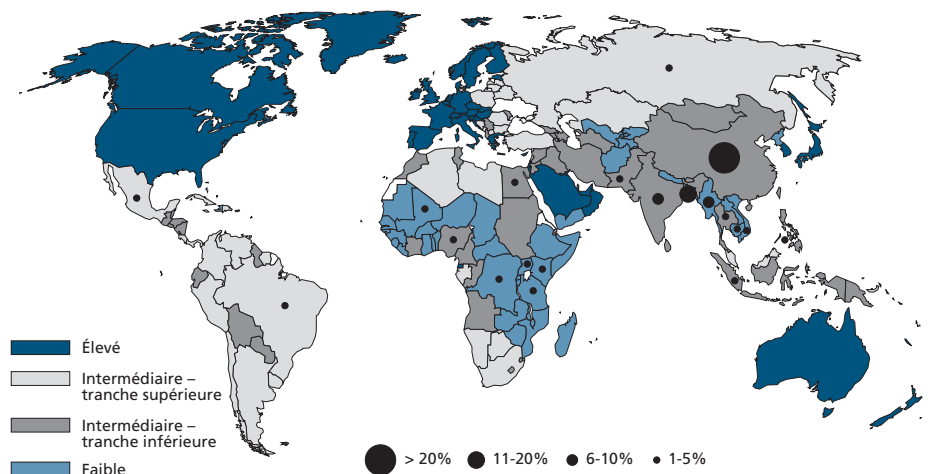 Élevé
Intermédiaire –
tranche supérieure
Intermédiaire –
tranche inférieure
Faible
> 20% 11-20% 6-10% 1-5%